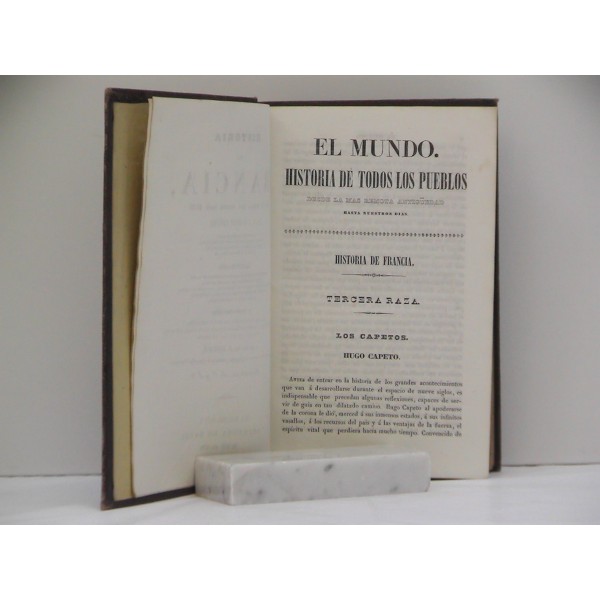 EL MUNDO.
HISTORIA DE TODOS LOS PUEBLOS
DESDE LA MAS REMOTA ANTIGÜEDAD
HASTA NUESTROS DIAS
HISTORIA DE FRANCIA.
TERCERA RAZA.
LOS CAPETOS.
HUGO CAPETO.
Antes de entrar en la historia de los grandes acontecimientos
que van á desarrollarse durante el espacio de nueve siglos, es
indispensable que precedan algunas reflexiones, capaces de ser-
vir de guia en tan dilatado camino. Hugo Capeto al apoderarse
de la corona le dió, merced á sus inmensos estados, á sus infinitos
vasallos, á los recursos del pais y á las ventajas de la fuerza, el
espíritu vital que perdiera hacia mucho tiempo. Convencido de